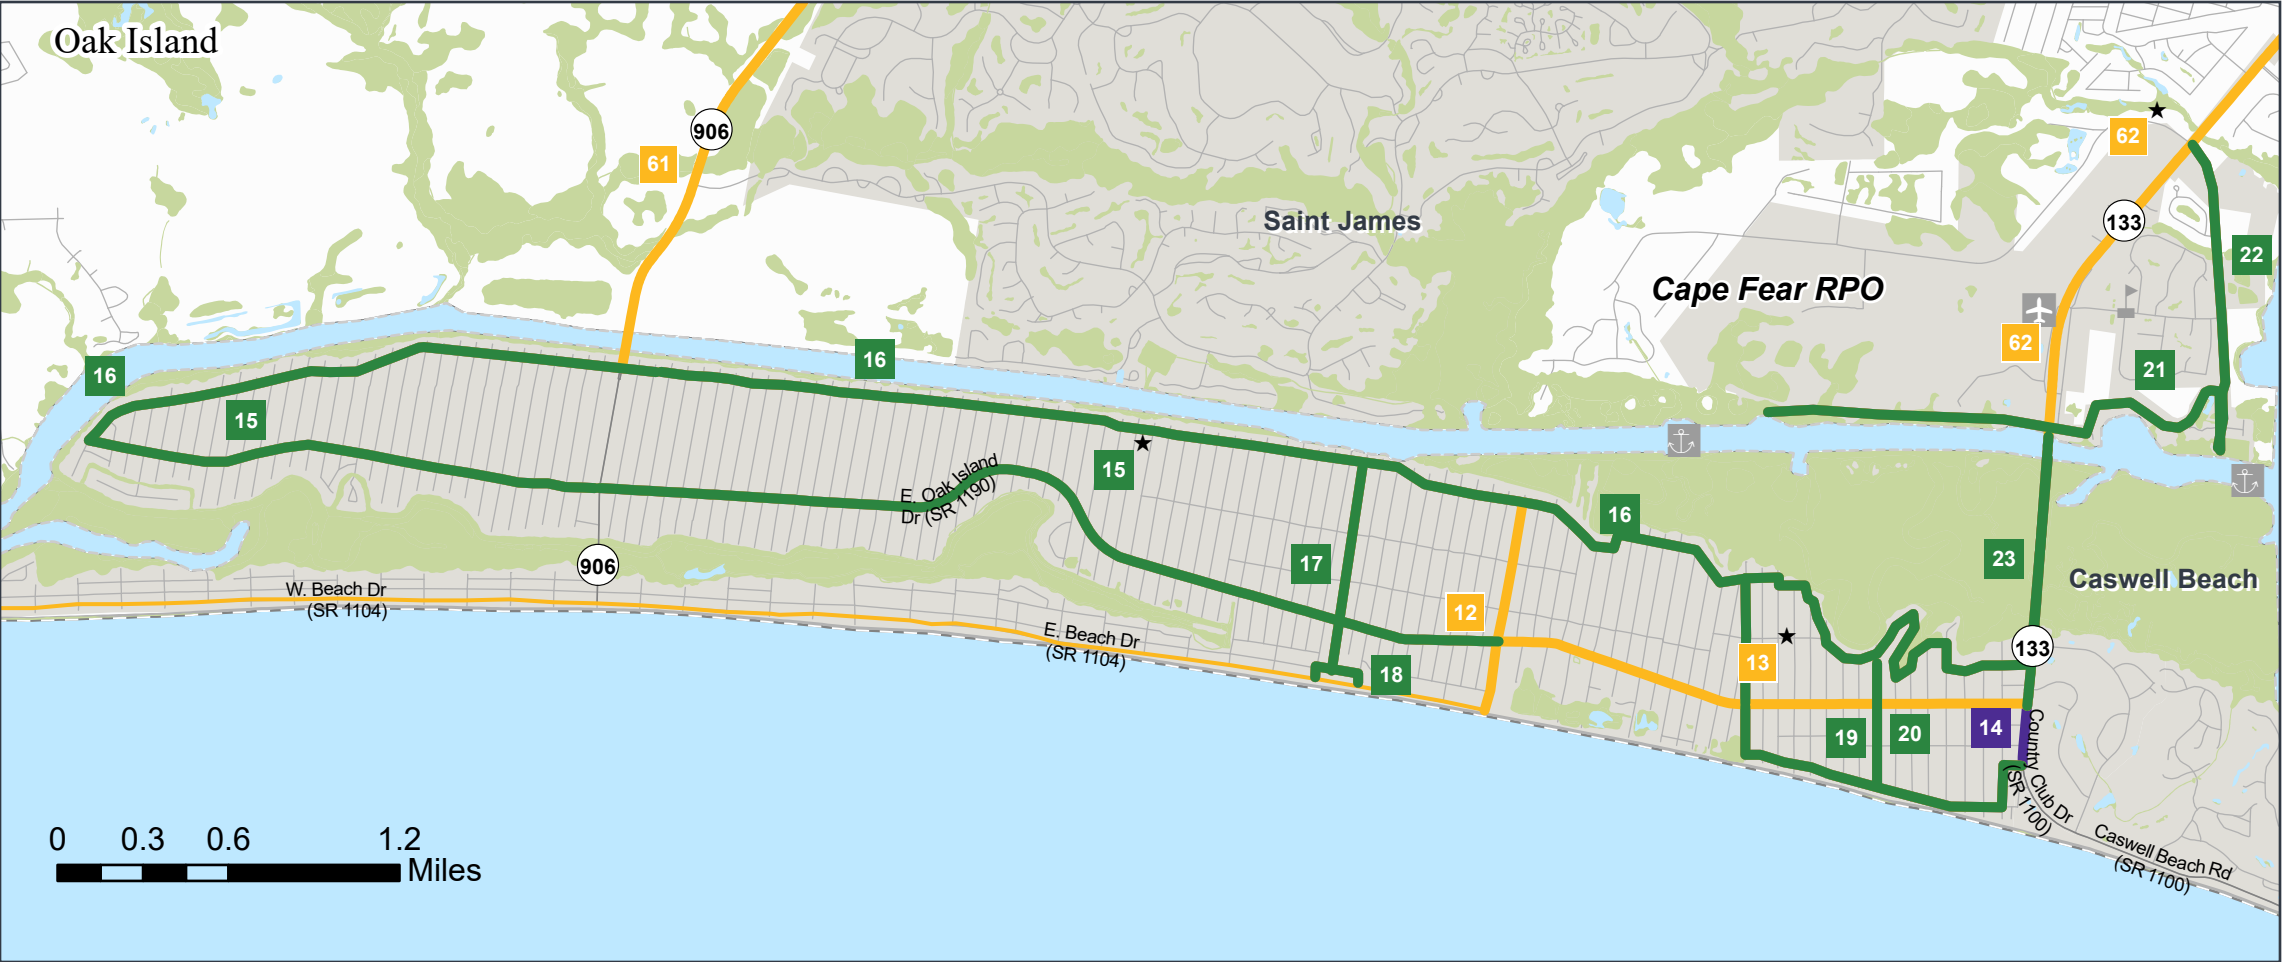 Oak Island
906
61
62
133
22
Saint James
Cape Fear RPO
62
21
16
16
15
15
E. Oak Island
Dr (SR 1190)
16
17
23
Caswell Beach
906
W. Beach Dr
(SR 1104)
E. Beach Dr
(SR 1104)
12
133
13
18
14
19
20
Country Club Dr
(SR 1100)
Caswell Beach Rd
(SR 1100)
0 0.3 0.6 1.2
Miles